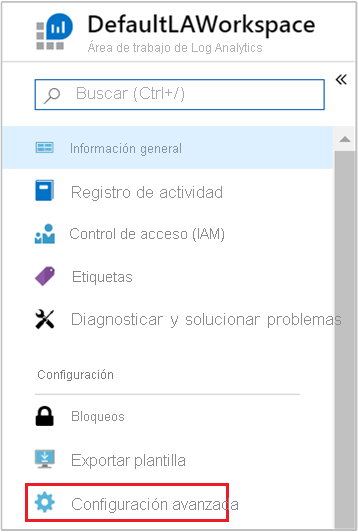 DefaultLAWorkspace
Área de trabajo de Log Analytics
Buscar (Ctrl+/)
Información general
Registro de actividad
Control de acceso (IAM)
Etiquetas
Diagnosticar y solucionar problemas
Configuración
Bloqueos
Exportar plantilla
Configuración avanzada